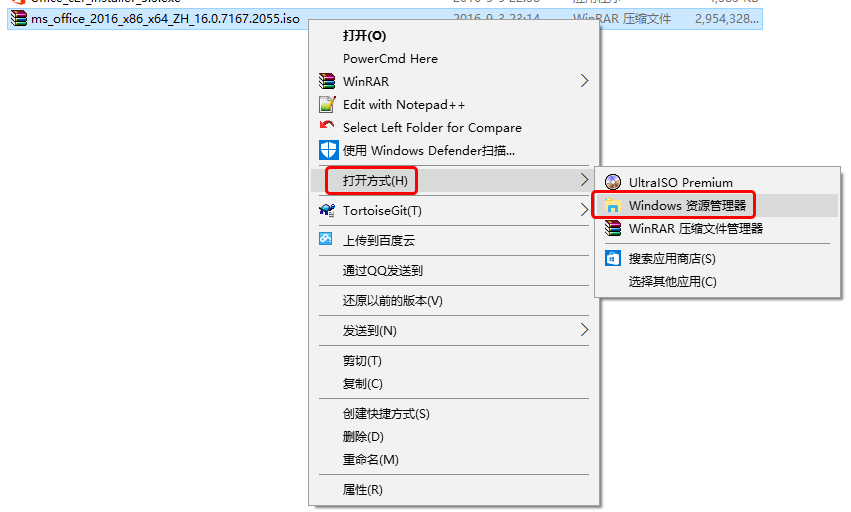 ms_office_2016_x86_x64_ZH_16.0.7167.2055.iso 2016-9-3 23:14 WinRAR 压缩文件 2,954,328...
打开(O)
PowerCmd Here
WinRAR
Edit with Notepad++
Select Left Folder for Compare
使用 Windows Defender扫描...
打开方式(H)
TortoiseGit(T)
上传到百度云
通过QQ发送到
还原以前的版本(V)
发送到(N)
剪切(T)
复制(C)
创建快捷方式(S)
删除(D)
重命名(M)
属性(R)
UltraISO Premium
Windows 资源管理器
WinRAR 压缩文件管理器
搜索应用商店(S)
选择其他应用(C)